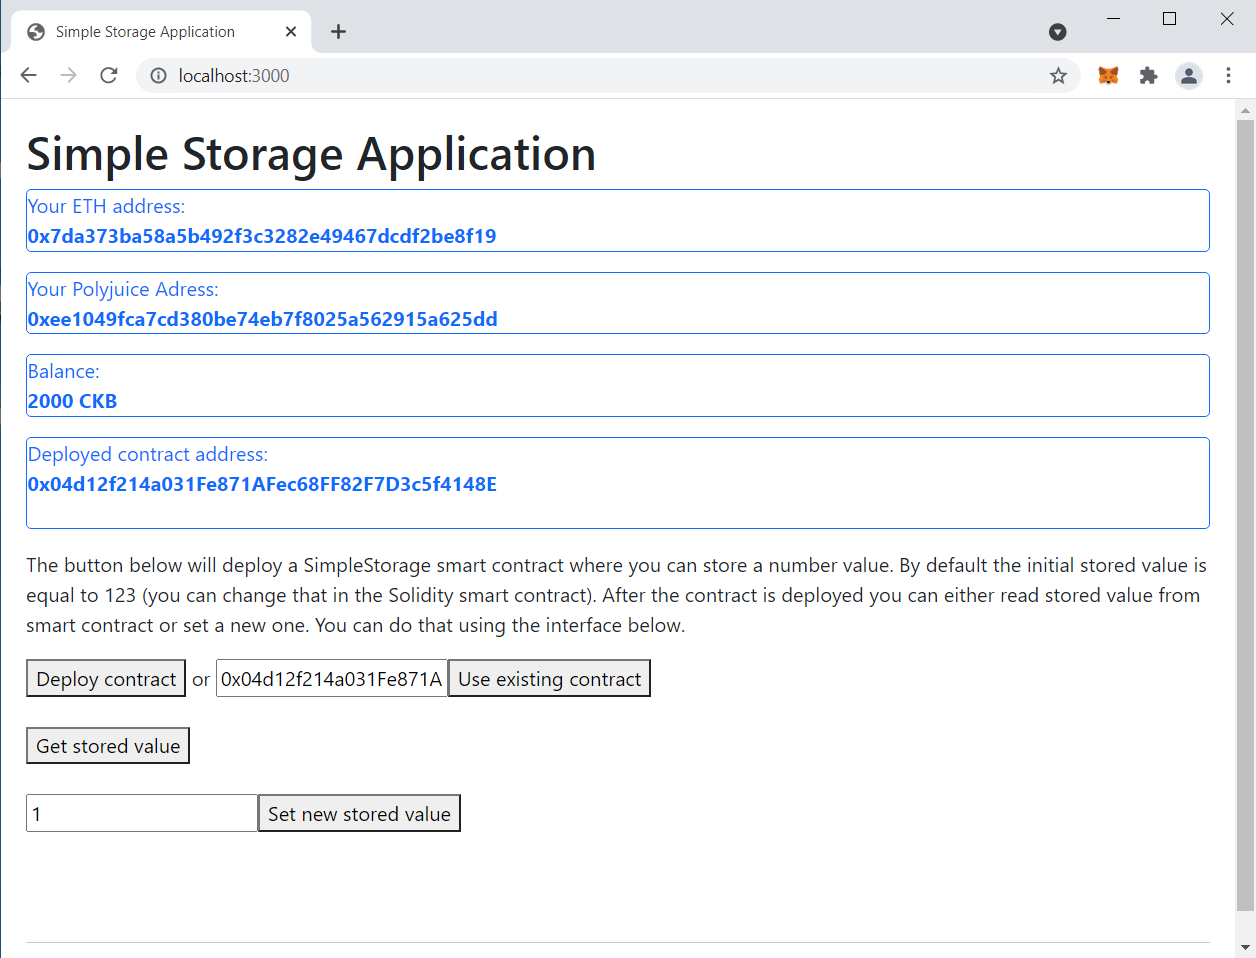 Simple Storage Application
localhost:3000
Simple Storage Application
Your ETH address:
0x7da373ba58a5b492f3c3282e49467dcdf2be8f19
Your Polyjuice Adress:
0xee1049fca7cd380be74eb7f8025a562915a625dd
Balance:
2000 CKB
Deployed contract address:
0x04d12f214a031Fe871AFec68FF82F7D3c5f4148E
The button below will deploy a SimpleStorage smart contract where you can store a number value. By default the initial stored value is
equal to 123 (you can change that in the Solidity smart contract). After the contract is deployed you can either read stored value from
smart contract or set a new one. You can do that using the interface below.
Deploy contract or 0x04d12f214a031Fe871A Use existing contract
Get stored value
1 Set new stored value